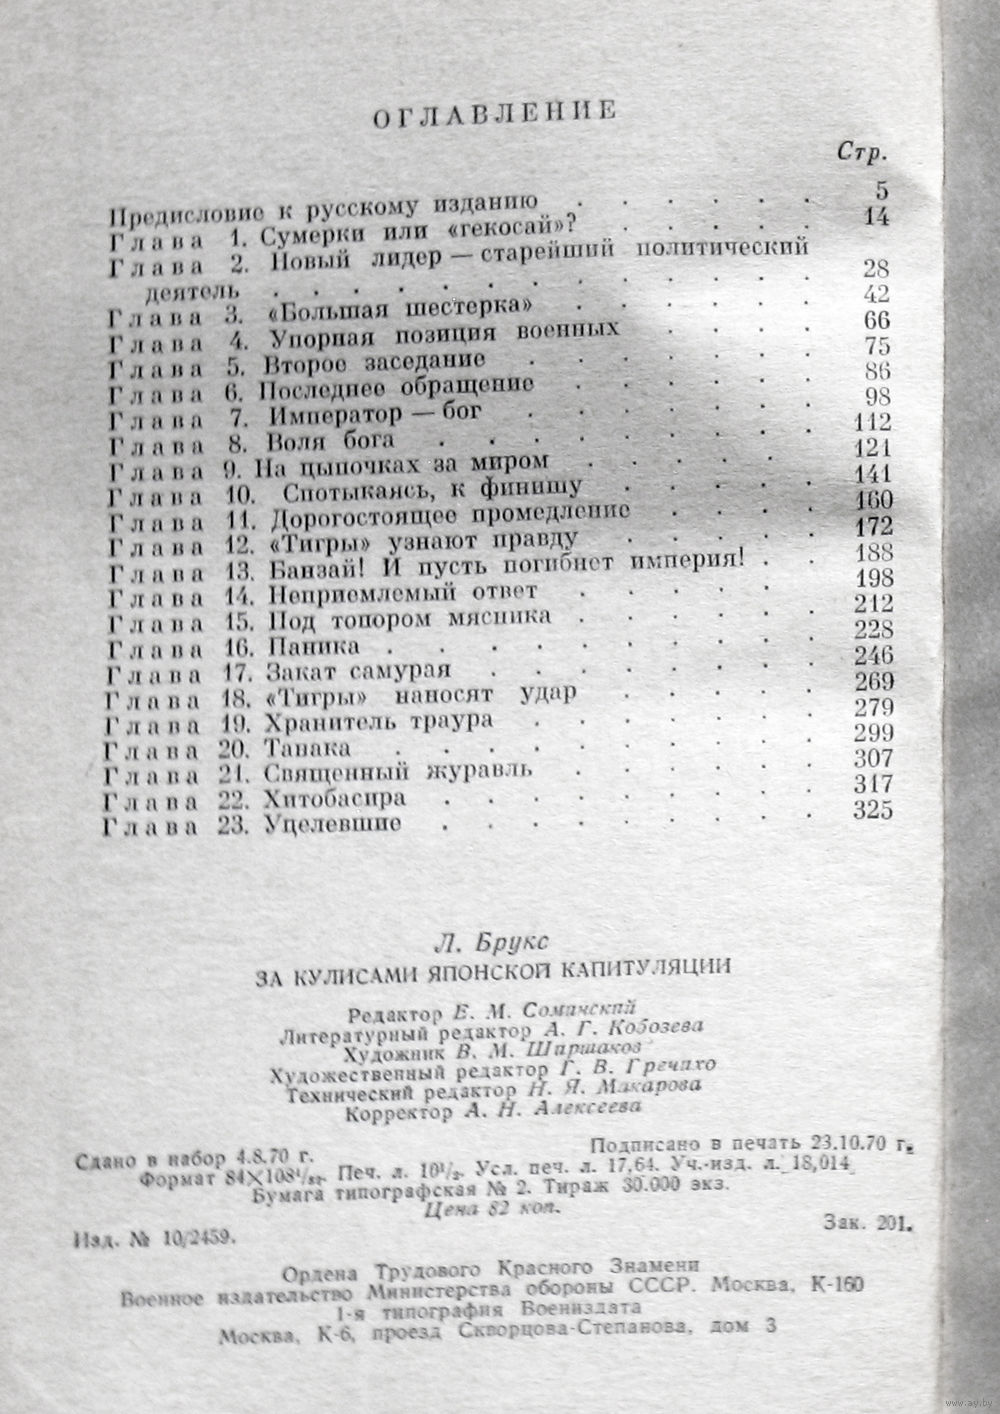 ОГЛАВЛЕНИЕ
Стр.
Предисловие к русскому изданию . . . . . . 5
Глава 1. Сумерки или «гекосай»? . . . . . 14
Глава 2. Новый лидер — старейший политический
деятель . . . . . . . . . . . . . 28
Глава 3. «Большая шестерка» . . . . . . 42
Глава 4. Упорная позиция военных . . . . 66
Глава 5. Второе заседание . . . . . . . 75
Глава 6. Последнее обращение . . . . . . 86
Глава 7. Император — бог . . . . . . . 98
Глава 8. Воля бога . . . . . . . . . 112
Глава 9. На цыпочках за миром . . . . . 121
Глава 10. Спотыкаясь, к финишу . . . . . 141
Глава 11. Дорогостоящее промедление . . . . 160
Глава 12. «Тигры» узнают правду . . . . . 172
Глава 13. Банзай! И пусть погибнет империя! . . 188
Глава 14. Неприемлемый ответ . . . . . 198
Глава 15. Под топором мясника . . . . . . 212
Глава 16. Паника . . . . . . . . . . 228
Глава 17. Закат самурая . . . . . . . . 246
Глава 18. «Тигры» наносят удар . . . . . 269
Глава 19. Хранитель траура . . . . . . . 279
Глава 20. Танака . . . . . . . . . . 299
Глава 21. Священный журавль . . . . . . 307
Глава 22. Хитобасира . . . . . . . . . 317
Глава 23. Уцелевшие . . . . . . . . . 325
Л. Брукс
ЗА КУЛИСАМИ ЯПОНСКОЙ КАПИТУЛЯЦИИ
Редактор Е. М. Соманский
Литературный редактор А. Г. Кобозева
Художник В. М. Шаршаков
Художественный редактор Г. В. Гречихо
Технический редактор Н. Я. Макарова
Корректор А. Н. Алексеева
Сдано в набор 4.8.70 г. Подписано в печать 23.10.70 г.
Формат 84×108¹/₃₂. Печ. л. 10¹/₂. Усл. печ. л. 17,64. Уч.-изд. л. 18,014
Бумага типографская № 2. Тираж 30.000 экз.
Цена 82 коп.
Изд. № 10/2459. Зак. 201.
Ордена Трудового Красного Знамени
Военное издательство Министерства обороны СССР. Москва, К-160
1-я типография Воениздата
Москва, К-6, проезд Скворцова-Степанова, дом 3
www.ay.by